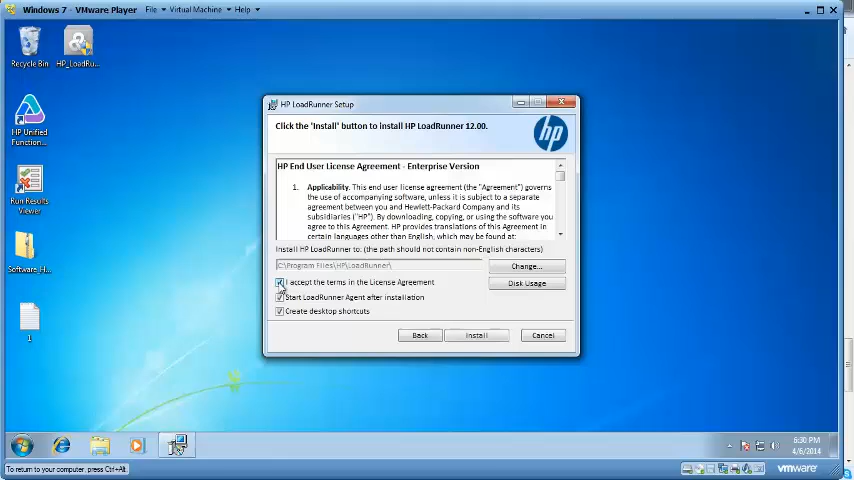 Windows 7 - VMware Player
File
Virtual Machine
Help
Recycle Bin
HP_LoadRu...
HP Unified
Function...
Run Results
Viewer
Software_H...
1
HP LoadRunner Setup
Click the 'Install' button to install HP LoadRunner 12.00.
hp
HP End User License Agreement - Enterprise Version
1. Applicability. This end user license agreement (the "Agreement") governs
the use of accompanying software, unless it is subject to a separate
agreement between you and Hewlett-Packard Company and its
subsidiaries ("HP"). By downloading, copying, or using the software you
agree to this Agreement. HP provides translations of this Agreement in
certain languages other than English, which may be found at:
Install HP LoadRunner to: (the path should not contain non-English characters)
C:\Program Files\HP\LoadRunner\
Change...
I accept the terms in the License Agreement
Disk Usage
Start LoadRunner Agent after installation
Create desktop shortcuts
Back
Install
Cancel
6:30 PM
4/6/2014
To return to your computer, press Ctrl+Alt.
vmware